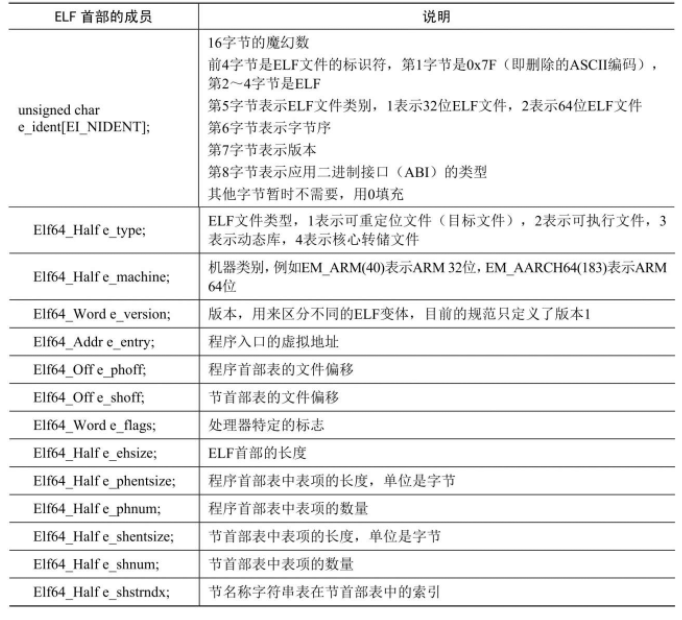 ELF 首部的成员 说明
16字节的魔幻数
前4字节是ELF文件的标识符，第1字节是0x7F（即删除的ASCII编码），
第2～4字节是ELF
unsigned char
e_ident[EI_NIDENT];
第5字节表示ELF文件类别，1表示32位ELF文件，2表示64位ELF文件
第6字节表示字节序
第7字节表示版本
第8字节表示应用二进制接口（ABI）的类型
其他字节暂时不需要，用0填充
Elf64_Half e_type;
ELF文件类型，1表示可重定位文件（目标文件），2表示可执行文件，3
表示动态库，4表示核心转储文件
Elf64_Half e_machine;
机器类别，例如EM_ARM(40)表示ARM 32位，EM_AARCH64(183)表示ARM
64位
Elf64_Word e_version; 版本，用来区分不同的ELF变体，目前的规范只定义了版本1
Elf64_Addr e_entry; 程序入口的虚拟地址
Elf64_Off e_phoff; 程序首部表的文件偏移
Elf64_Off e_shoff; 节首部表的文件偏移
Elf64_Word e_flags; 处理器特定的标志
Elf64_Half e_ehsize; ELF首部的长度
Elf64_Half e_phentsize; 程序首部表中表项的长度，单位是字节
Elf64_Half e_phnum; 程序首部表中表项的数量
Elf64_Half e_shentsize; 节首部表中表项的长度，单位是字节
Elf64_Half e_shnum; 节首部表中表项的数量
Elf64_Half e_shstrndx; 节名称字符串表在节首部表中的索引